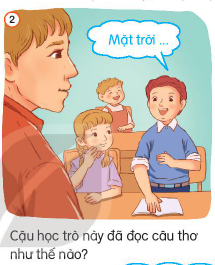 2
Mặt trời ...
Cậu học trò này đã đọc câu thơ
như thế nào?